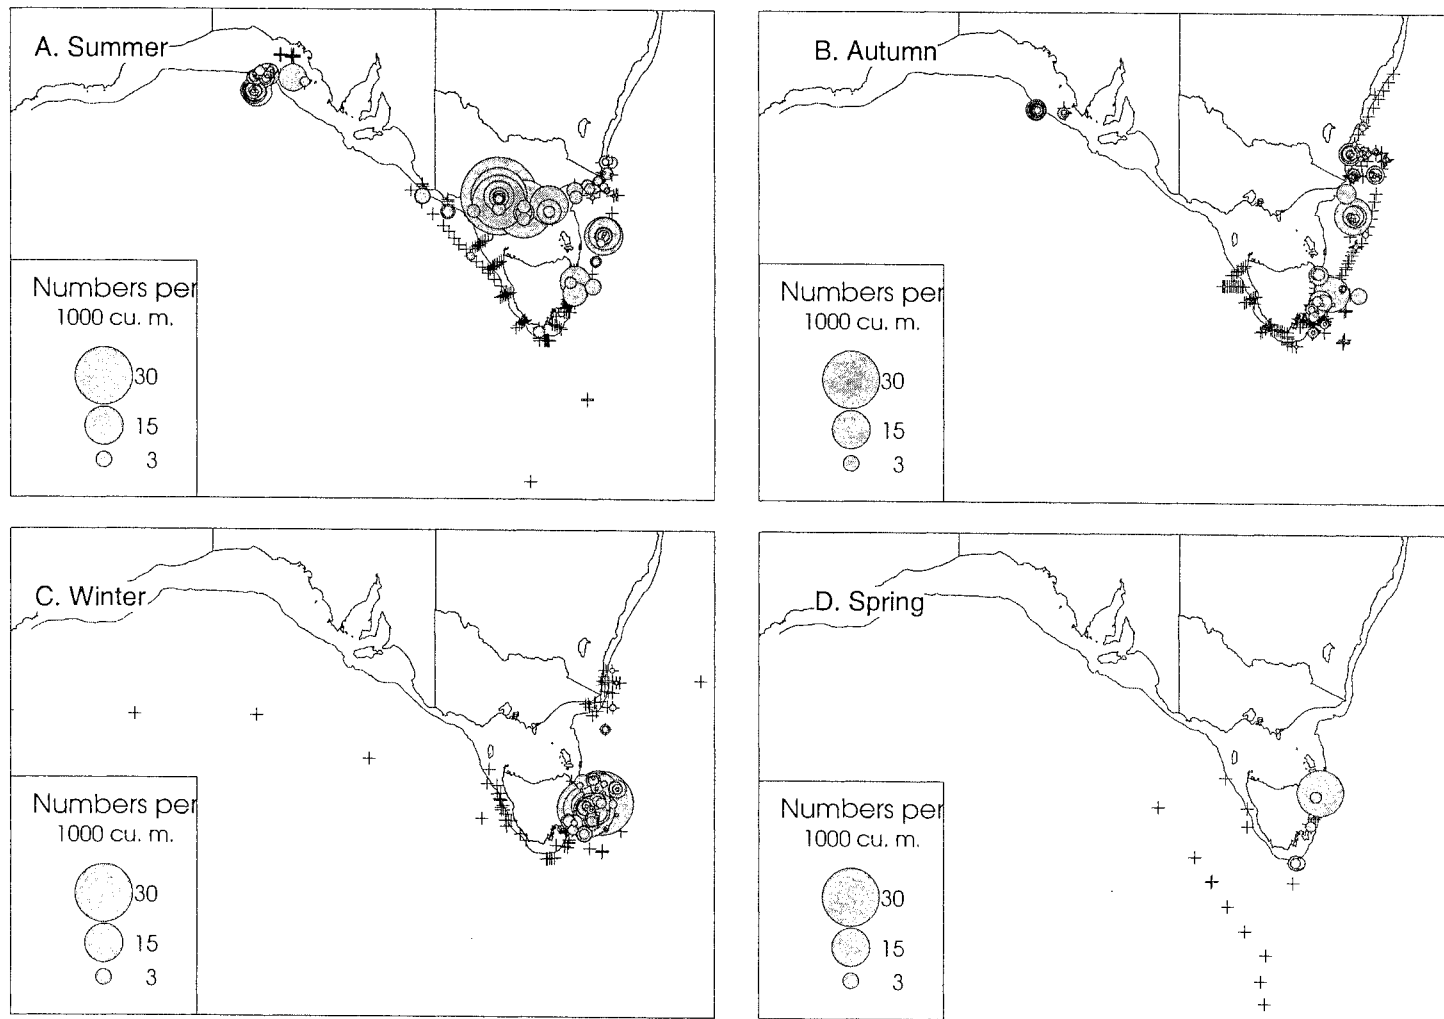 A. Summer
Numbers per
1000 cu. m.
30
15
3
B. Autumn
Numbers per
1000 cu. m.
30
15
3
C. Winter
Numbers per
1000 cu. m.
30
15
3
D. Spring
Numbers per
1000 cu. m.
30
15
3